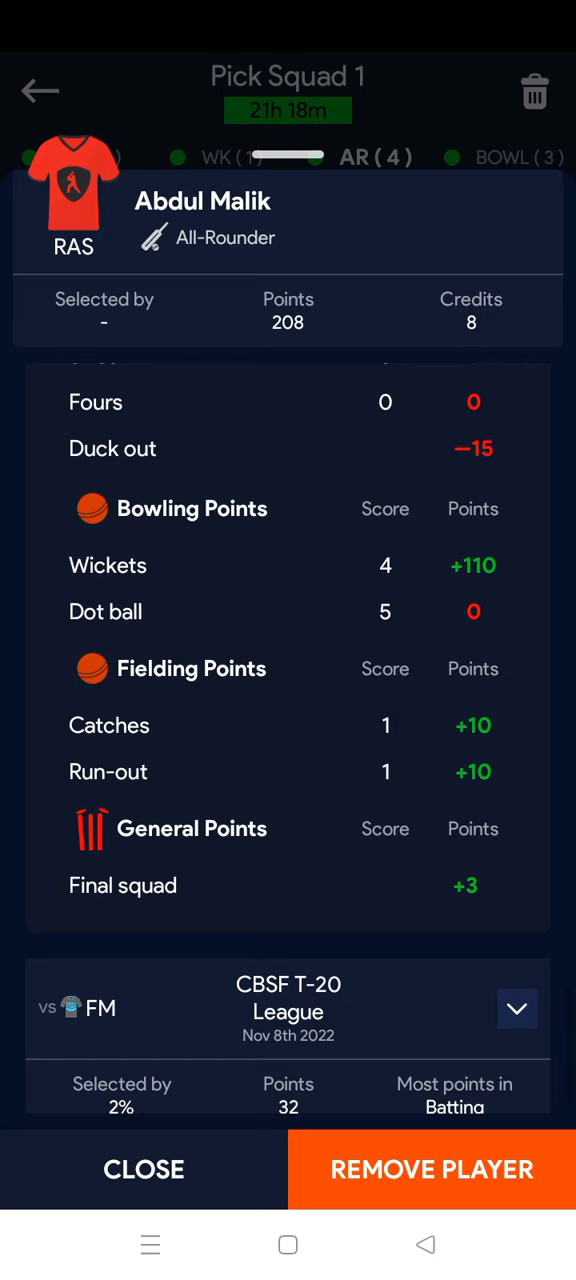 Pick Squad 1
21h 18m
WK ( 1
AR ( 4 )
BOWL ( 3 )
Abdul Malik
RAS
All-Rounder
Selected by Points Credits
- 208 8
Fours 0 0
Duck out --15
Bowling Points Score Points
Wickets 4 +110
Dot ball 5 0
Fielding Points Score Points
Catches 1 +10
Run-out 1 +10
General Points Score Points
Final squad +3
CBSF T-20
vs FM League
Nov 8th 2022
Selected by Points Most points in
2% 32 Batting
CLOSE REMOVE PLAYER